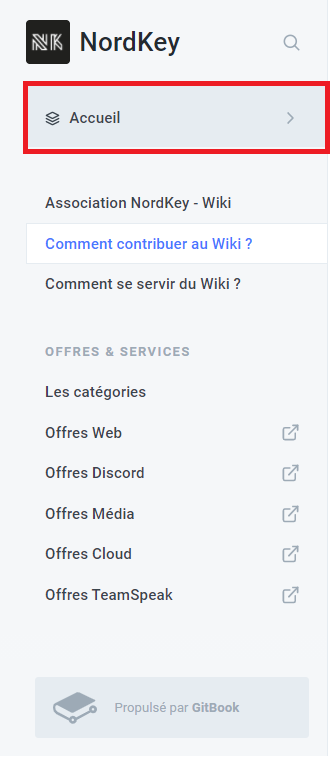 NK NordKey
Accueil
Association NordKey - Wiki
Comment contribuer au Wiki ?
Comment se servir du Wiki ?
OFFRES & SERVICES
Les catégories
Offres Web
Offres Discord
Offres Média
Offres Cloud
Offres TeamSpeak
Propulsé par GitBook